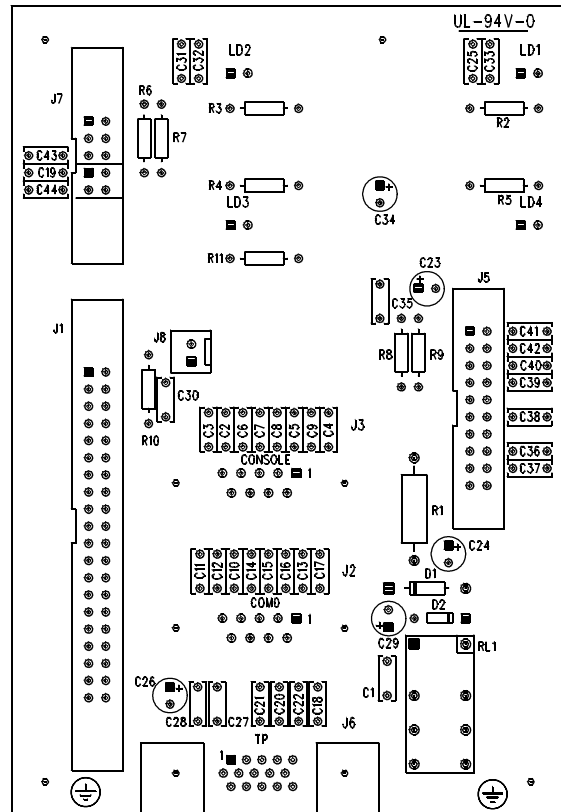 UL-94V-0
C31 C32 LD2 C25 C33 LD1
J7 R6 R3 R2
R7
C43
C19
C44
R4 R5
LD3 C34 LD4
R11
C23
J5
C35
J1 J8
C41
C42
C40
C39
R8 R9
C30
C38
R10
C3 C2 C6 C7 C8 C5 C9 C4 J3
CONSOLE
1
C36
C37
R1
C24
C11 C12 C10 C14 C15 C16 C13 C17 J2
D1
COM0
1
D2
C29
RL1
C26
C28 C27 C21 C20 C22 C18 C1
J6
TP
1